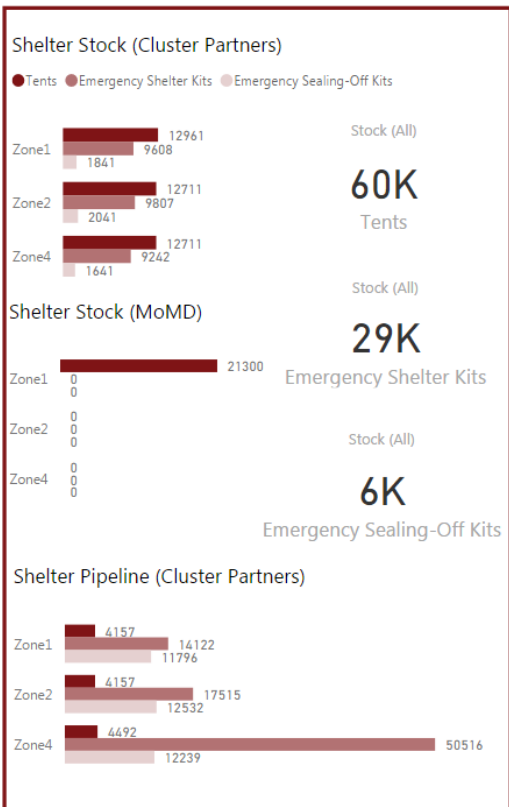 Shelter Stock (Cluster Partners)
Tents Emergency Shelter Kits Emergency Sealing-Off Kits
Zone1
12961
9608
1841
Zone2
12711
9807
2041
Zone4
12711
9242
1641
Stock (All)
60K
Tents
Stock (All)
29K
Emergency Shelter Kits
Stock (All)
6K
Emergency Sealing-Off Kits
Shelter Stock (MoMD)
Zone1
21300
0
0
Zone2
0
0
0
Zone4
0
0
0
Shelter Pipeline (Cluster Partners)
Zone1
4157
14122
11796
Zone2
4157
17515
12532
Zone4
4492
50516
12239